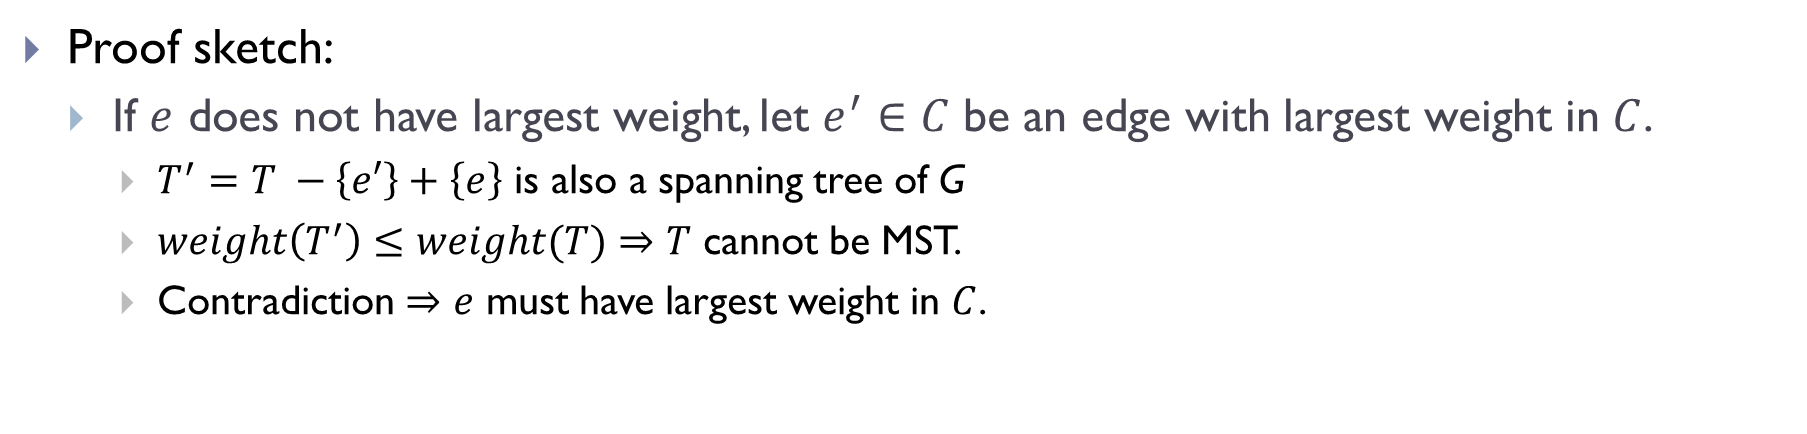 Proof sketch:
If e does not have largest weight, let e′ ∈ C be an edge with largest weight in C.
T′ = T − {e′} + {e} is also a spanning tree of G
weight(T′) ≤ weight(T) ⇒ T cannot be MST.
Contradiction ⇒ e must have largest weight in C.